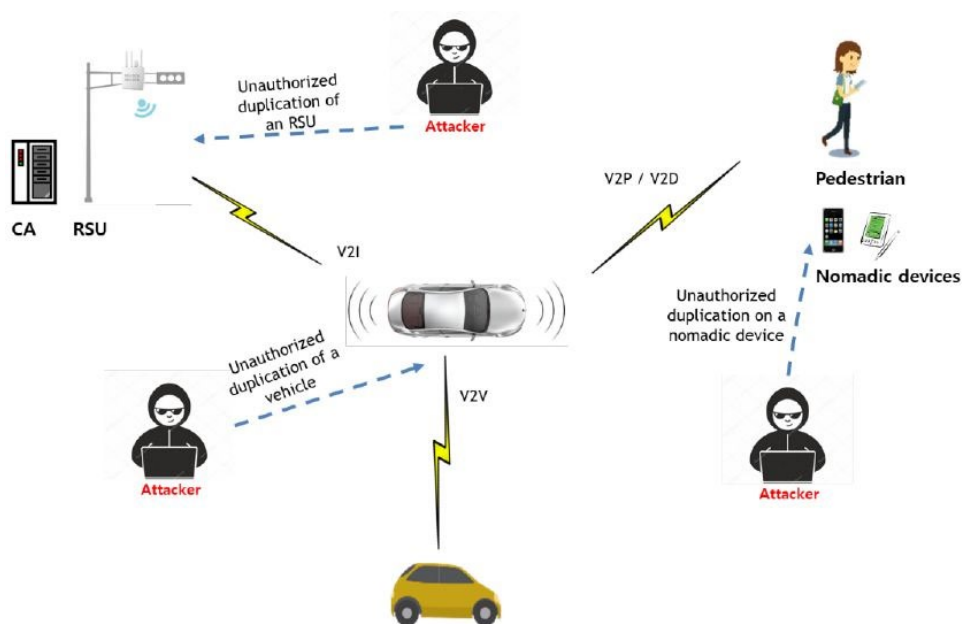 Unauthorized
duplication of
an RSU
Attacker
CA
RSU
V2I
V2P / V2D
Pedestrian
Nomadic devices
Unauthorized
duplication on a
nomadic device
Unauthorized
duplication of a
vehicle
V2V
Attacker
Attacker